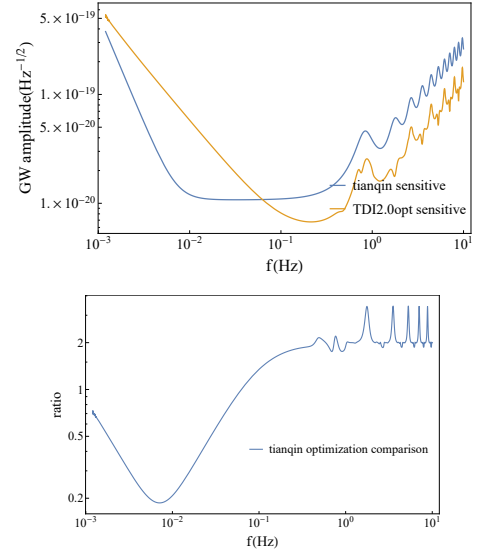 5.×10⁻¹⁹
1.×10⁻¹⁹
5.×10⁻²⁰
1.×10⁻²⁰
GW amplitude(Hz⁻¹/²)
tianqin sensitive
TDI2.0opt sensitive
10⁻³ 10⁻² 10⁻¹ 10⁰ 10¹
f(Hz)
2
1
0.5
0.2
ratio
tianqin optimization comparison
10⁻³ 10⁻² 10⁻¹ 10⁰ 10¹
f(Hz)